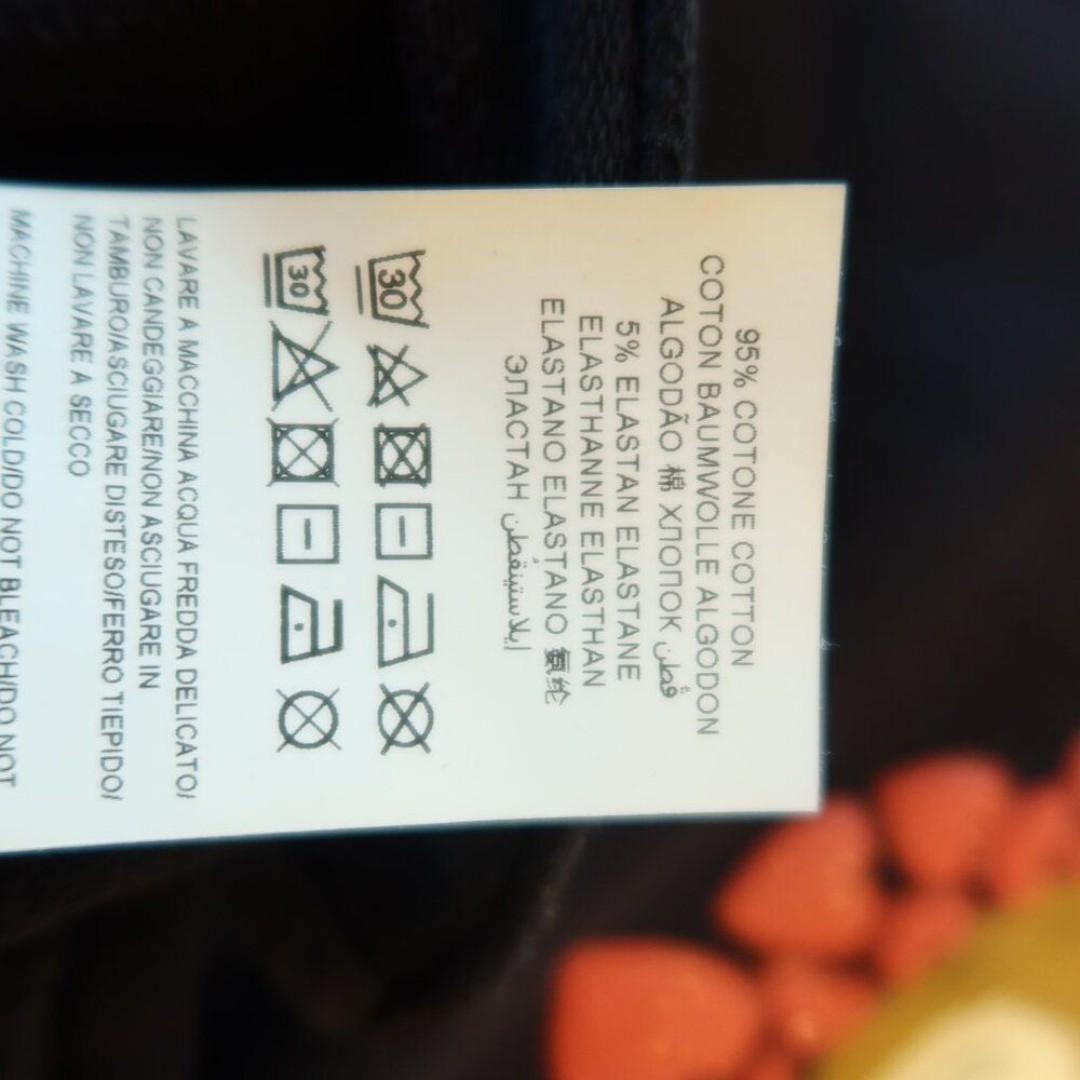 95% COTONE COTTON
COTON BAUMWOLLE ALGODON
ALGODÃO 棉 ХЛОПОК قطن
5% ELASTAN ELASTANE
ELASTHANNE ELASTHAN
ELASTANO ELASTANO 氨纶
ЭЛАСТАН إيلاستينقطن
30
30
LAVARE A MACCHINA ACQUA FREDDA DELICATO/
NON CANDEGGIARE/NON ASCIUGARE IN
TAMBURO/ASCIUGARE DISTESO/FERRO TIEPIDO/
NON LAVARE A SECCO
MACHINE WASH COLD/DO NOT BLEACH/DO NOT